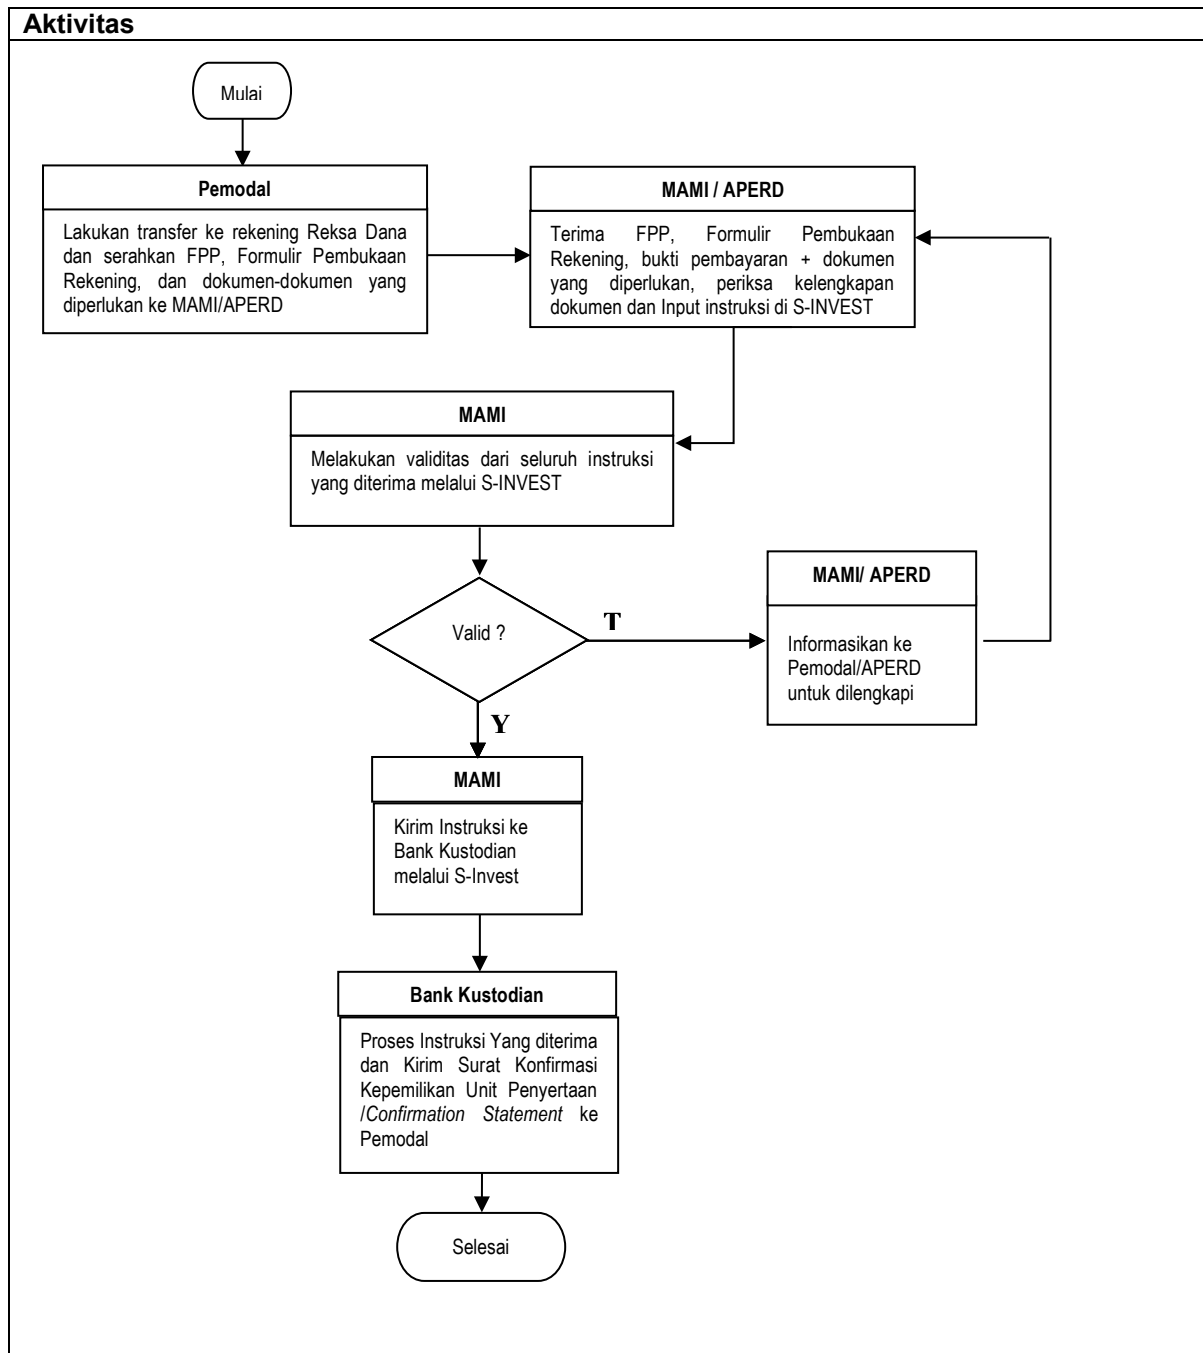 Aktivitas
Mulai
Pemodal
Lakukan transfer ke rekening Reksa Dana
dan serahkan FPP, Formulir Pembukaan
Rekening, dan dokumen-dokumen yang
diperlukan ke MAMI/APERD
MAMI / APERD
Terima FPP, Formulir Pembukaan
Rekening, bukti pembayaran + dokumen
yang diperlukan, periksa kelengkapan
dokumen dan Input instruksi di S-INVEST
MAMI
Melakukan validitas dari seluruh instruksi
yang diterima melalui S-INVEST
Valid ?
T
MAMI/ APERD
Informasikan ke
Pemodal/APERD
untuk dilengkapi
Y
MAMI
Kirim Instruksi ke
Bank Kustodian
melalui S-Invest
Bank Kustodian
Proses Instruksi Yang diterima
dan Kirim Surat Konfirmasi
Kepemilikan Unit Penyertaan
/Confirmation Statement ke
Pemodal
Selesai